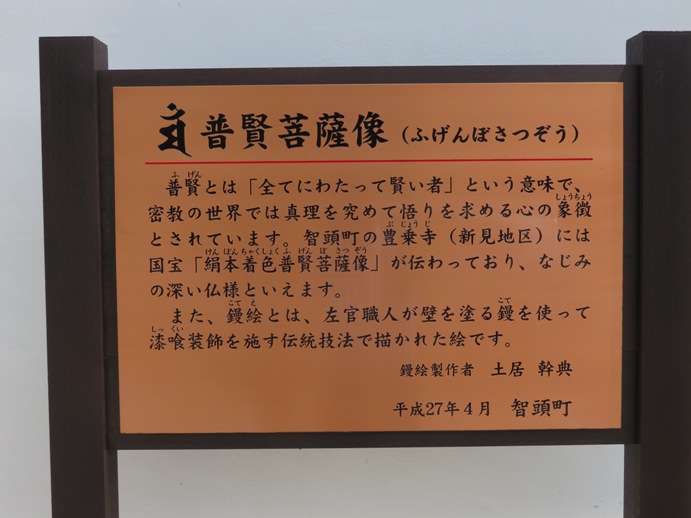 普賢菩薩像（ふげんぼさつぞう）
普賢とは「全てにわたって賢い者」という意味で、
密教の世界では真理を究めて悟りを求める心の象徴
とされています。智頭町の豊乗寺（新見地区）には
国宝「絹本着色普賢菩薩像」が伝わっており、なじみ
の深い仏様といえます。
また、鏝絵とは、左官職人が壁を塗る鏝を使って
漆喰装飾を施す伝統技法で描かれた絵です。
鏝絵製作者　土居　幹典
平成27年４月　智頭町